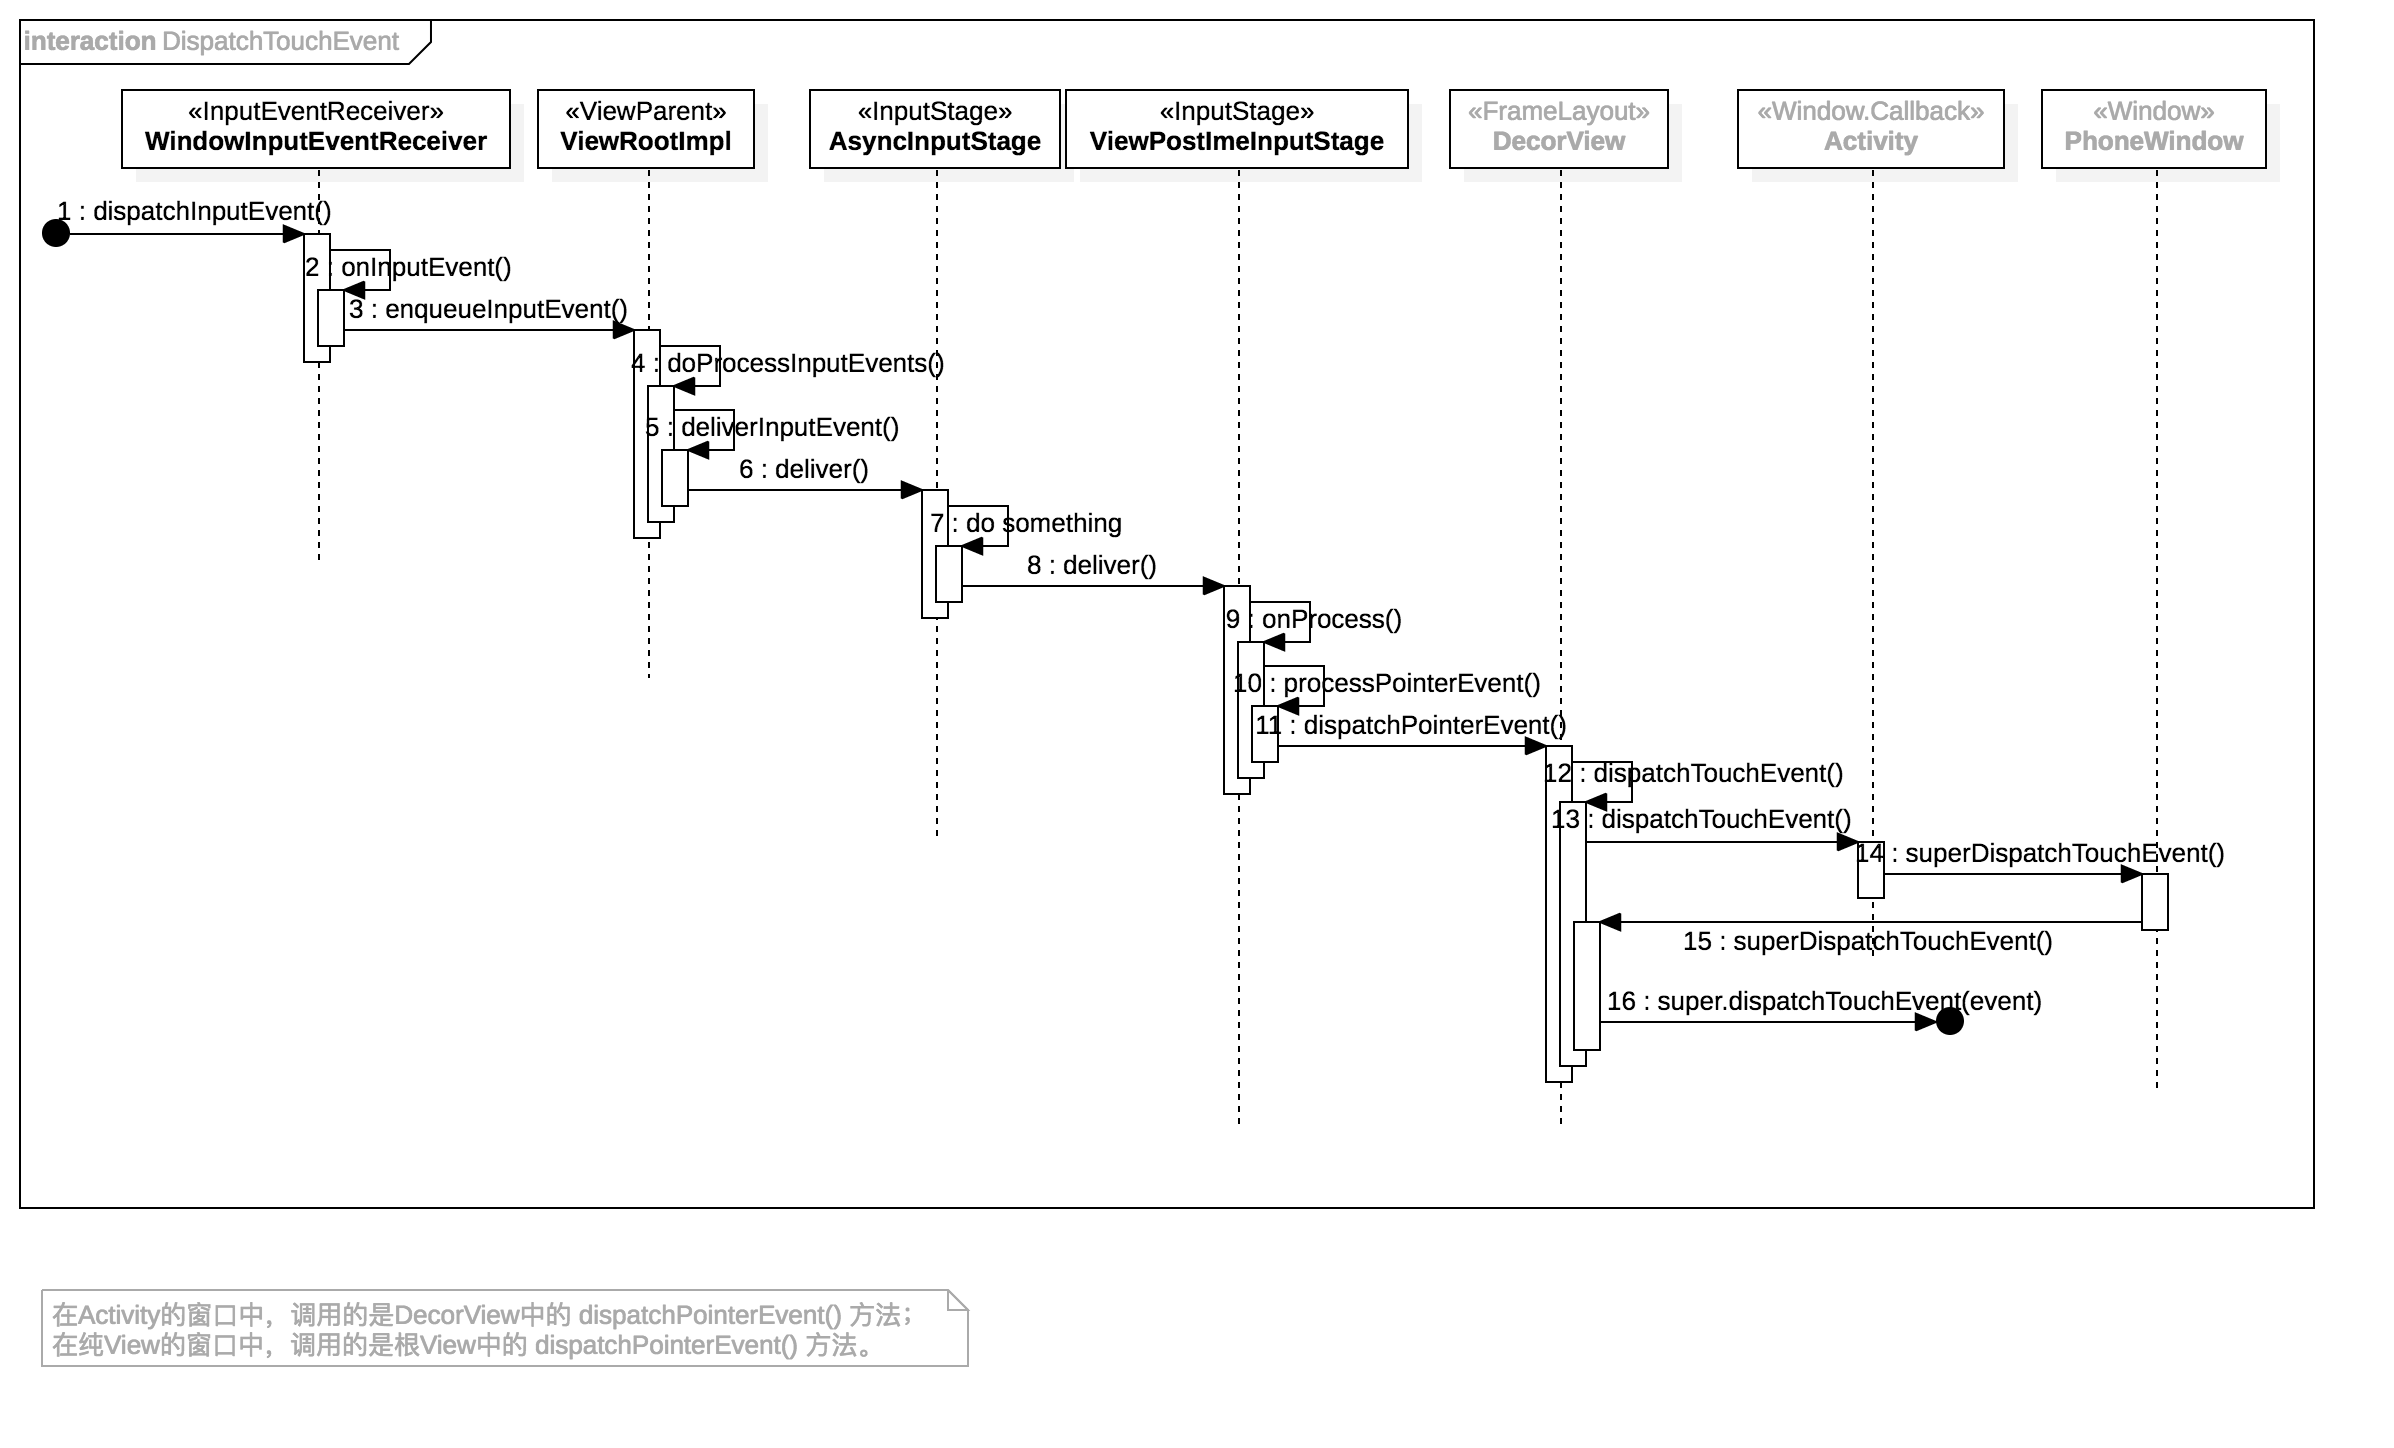 interaction DispatchTouchEvent
«InputEventReceiver»
WindowInputEventReceiver
«ViewParent»
ViewRootImpl
«InputStage»
AsyncInputStage
«InputStage»
ViewPostImeInputStage
«FrameLayout»
DecorView
«Window.Callback»
Activity
«Window»
PhoneWindow
1 : dispatchInputEvent()
2 : onInputEvent()
3 : enqueueInputEvent()
4 : doProcessInputEvents()
5 : deliverInputEvent()
6 : deliver()
7 : do something
8 : deliver()
9 : onProcess()
10 : processPointerEvent()
11 : dispatchPointerEvent()
12 : dispatchTouchEvent()
13 : dispatchTouchEvent()
14 : superDispatchTouchEvent()
15 : superDispatchTouchEvent()
16 : super.dispatchTouchEvent(event)
在Activity的窗口中，调用的是DecorView中的 dispatchPointerEvent() 方法；
在纯View的窗口中，调用的是根View中的 dispatchPointerEvent() 方法。